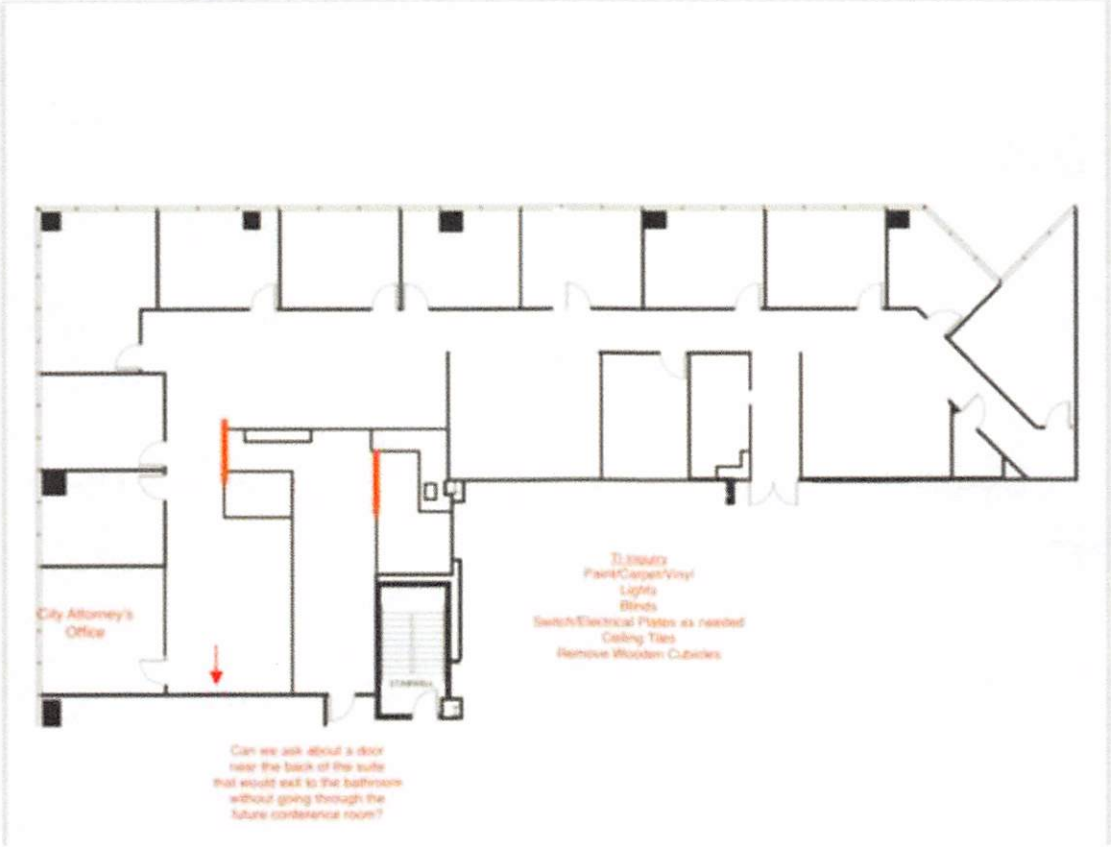 City Attorney's
Office
TI Inquiry
Paint/Carpet/Vinyl
Lights
Blinds
Switch/Electrical Plates as needed
Ceiling Tiles
Remove Wooden Cubicles
STAIRWELL
Can we ask about a door
near the back of the suite
that would exit to the bathroom
without going through the
future conference room?